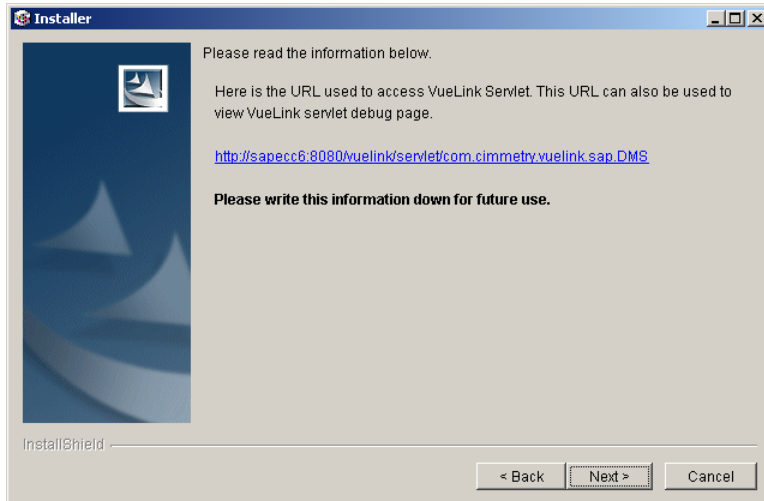 Installer
Please read the information below.
Here is the URL used to access VueLink Servlet. This URL can also be used to
view VueLink servlet debug page.
http://sapecc6:8080/vuelink/servlet/com.cimmetry.vuelink.sap.DMS
Please write this information down for future use.
InstallShield
< Back Next > Cancel